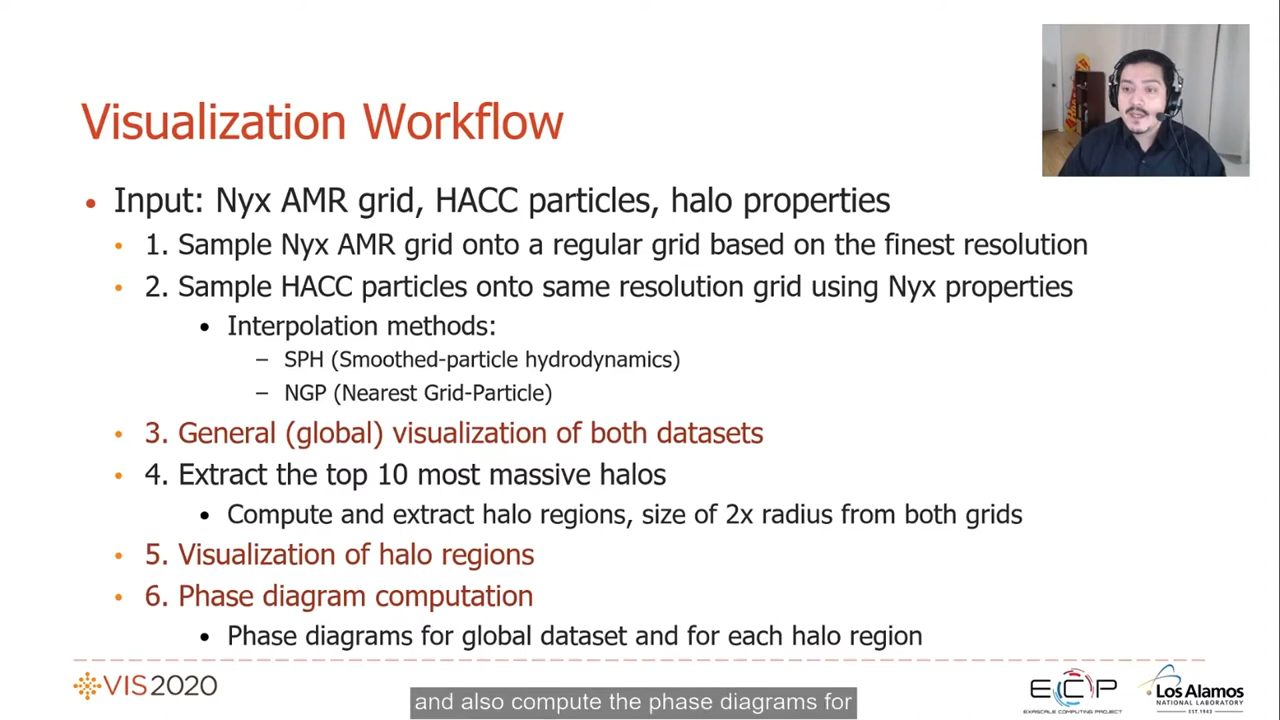 Visualization Workflow
• Input: Nyx AMR grid, HACC particles, halo properties
• 1. Sample Nyx AMR grid onto a regular grid based on the finest resolution
• 2. Sample HACC particles onto same resolution grid using Nyx properties
• Interpolation methods:
– SPH (Smoothed-particle hydrodynamics)
– NGP (Nearest Grid-Particle)
• 3. General (global) visualization of both datasets
• 4. Extract the top 10 most massive halos
• Compute and extract halo regions, size of 2x radius from both grids
• 5. Visualization of halo regions
• 6. Phase diagram computation
• Phase diagrams for global dataset and for each halo region
VIS2020
and also compute the phase diagrams for
ECP
EXASCALE COMPUTING PROJECT
Los Alamos
NATIONAL LABORATORY
EST. 1943